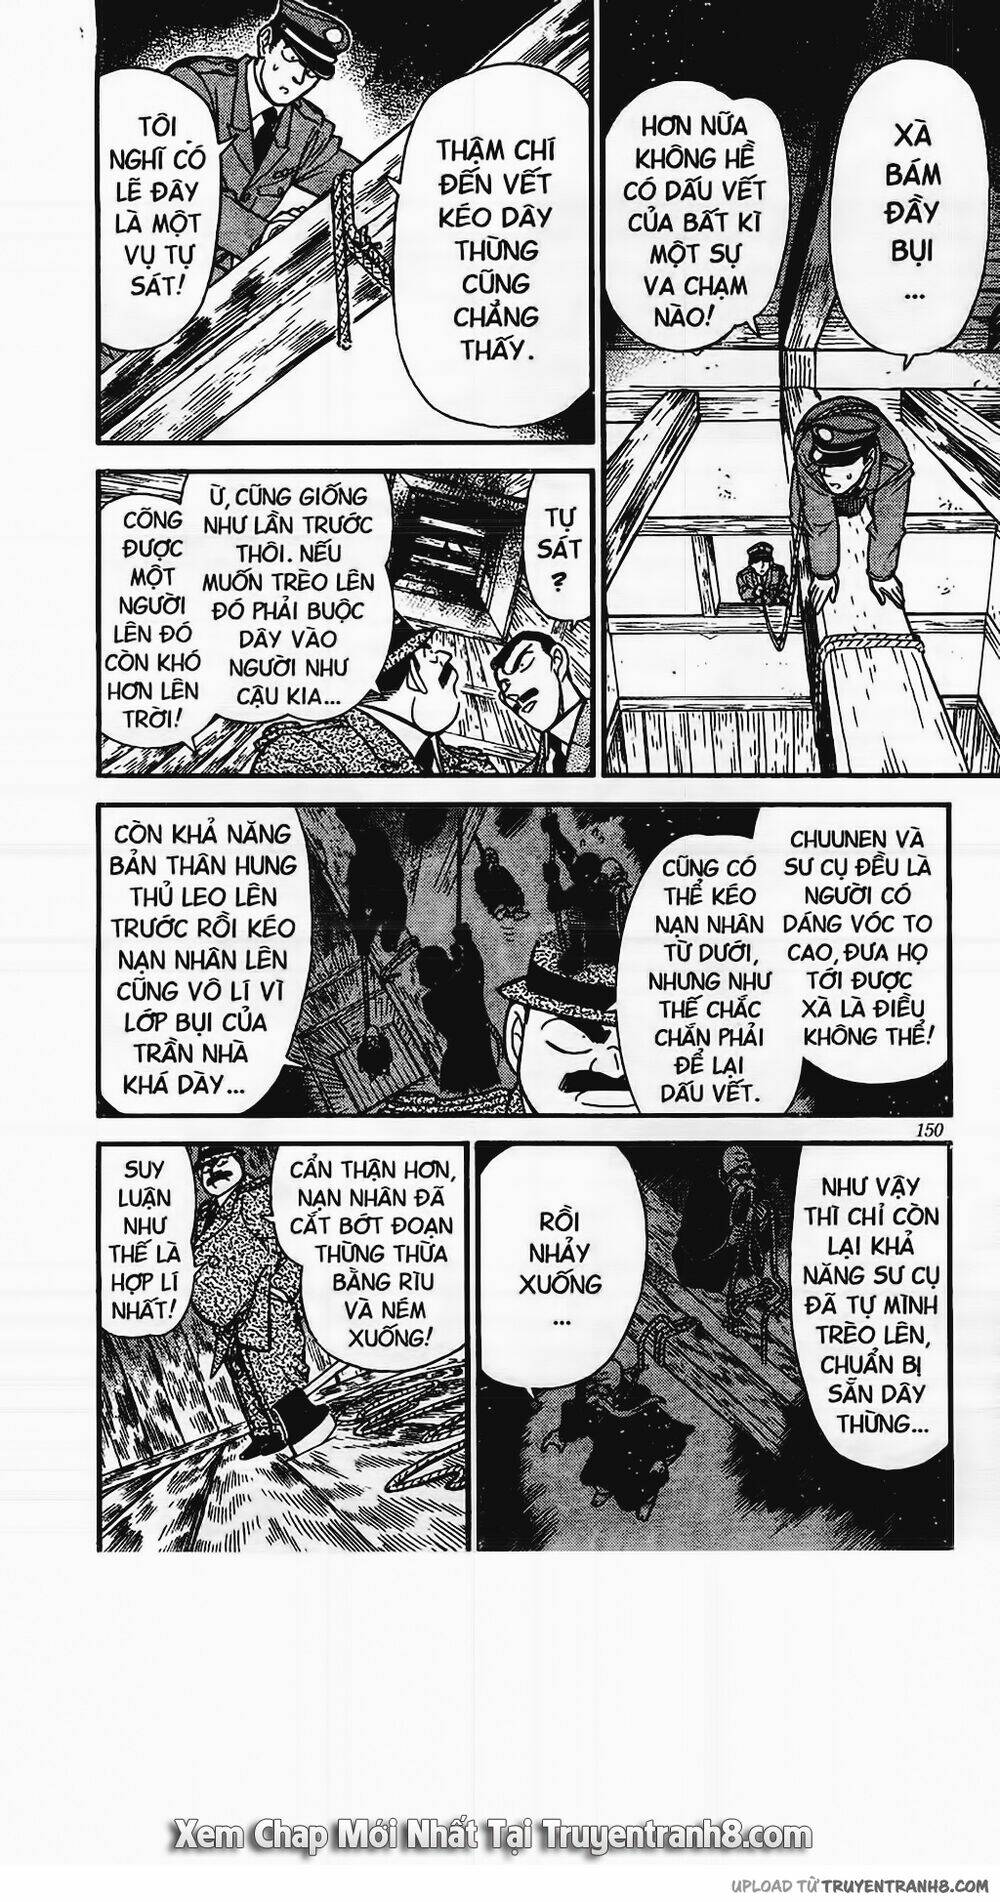 XÀ
BÁM
ĐẦY
BỤI
...
HƠN NỮA
KHÔNG HỀ
CÓ DẤU VẾT
CỦA BẤT KÌ
MỘT SỰ
VA CHẠM
NÀO!
THẬM CHÍ
ĐẾN VẾT
KÉO DÂY
THỪNG
CŨNG
CHẲNG
THẤY.
TÔI
NGHĨ CÓ
LẼ ĐÂY
LÀ MỘT
VỤ TỰ
SÁT!
TỰ
SÁT
?
Ừ, CŨNG GIỐNG
NHƯ LẦN TRƯỚC
THÔI. NẾU
MUỐN TRÈO LÊN
ĐÓ PHẢI BUỘC
DÂY VÀO
NGƯỜI NHƯ
CẬU KIA...
CÕNG
ĐƯỢC
MỘT
NGƯỜI
LÊN ĐÓ
CÒN KHÓ
HƠN LÊN
TRỜI!
CHUUNEN VÀ
SƯ CỤ ĐỀU LÀ
NGƯỜI CÓ
DÁNG VÓC TO
CAO, ĐƯA HỌ
TỚI ĐƯỢC
XÀ LÀ ĐIỀU
KHÔNG THỂ!
CŨNG CÓ
THỂ KÉO
NẠN NHÂN
TỪ DƯỚI,
NHƯNG NHƯ
THẾ CHẮC
CHẮN PHẢI
ĐỂ LẠI
DẤU VẾT.
CÒN KHẢ NĂNG
BẢN THÂN HUNG
THỦ LEO LÊN
TRƯỚC RỒI KÉO
NẠN NHÂN LÊN
CŨNG VÔ LÍ VÌ
LỚP BỤI CỦA
TRẦN NHÀ
KHÁ DÀY...
150
NHƯ VẬY
THÌ CHỈ CÒN
LẠI KHẢ
NĂNG SƯ CỤ
ĐÃ TỰ MÌNH
TRÈO LÊN,
CHUẨN BỊ
SẴN DÂY
THỪNG...
RỒI
NHẢY
XUỐNG
...
CẨN THẬN HƠN,
NẠN NHÂN ĐÃ
CẮT BỚT ĐOẠN
THỪNG THỪA
BẰNG RÌU
VÀ NÉM
XUỐNG!
SUY
LUẬN
NHƯ
THẾ LÀ
HỢP LÍ
NHẤT!
Xem Chap Mới Nhất Tại Truyentranh8.com
UPLOAD TỪ TRUYENTRANH8.COM